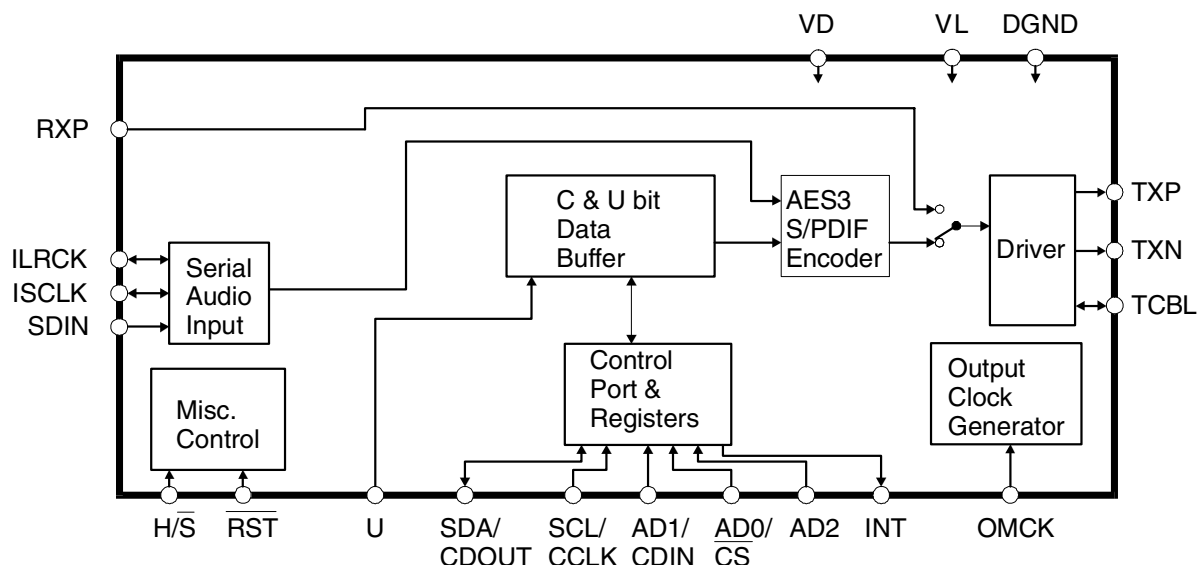 VD VL DGND
RXP
C & U bit
Data
Buffer
AES3
S/PDIF
Encoder
Driver
TXP
TXN
TCBL
ILRCK
ISCLK
SDIN
Serial
Audio
Input
Misc.
Control
Control
Port &
Registers
Output
Clock
Generator
H/S̅
R̅S̅T̅
U
SDA/
CDOUT
SCL/
CCLK
AD1/
CDIN
AD0/
C̅S̅
AD2
INT
OMCK